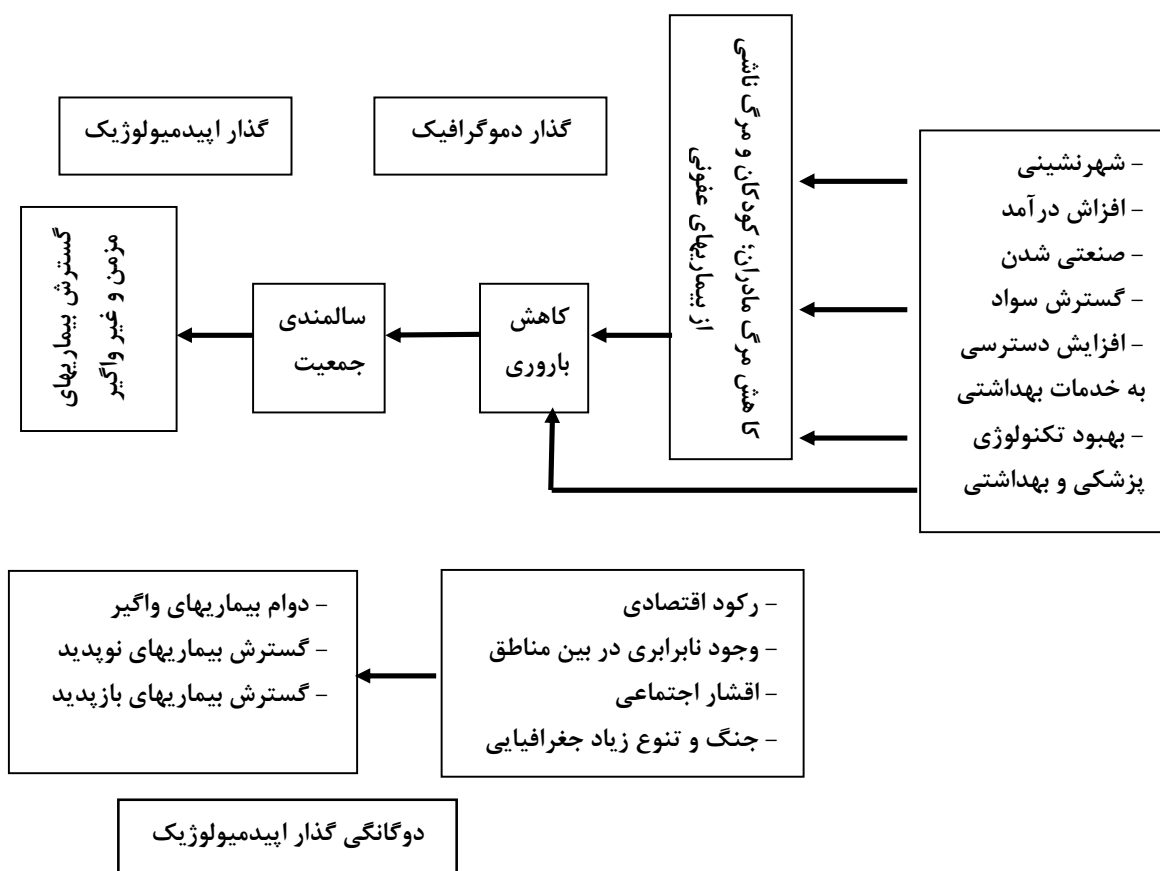 گذار دموگرافیک
گذار اپیدمیولوژیک
– شهرنشینی
– افزاش درآمد
– صنعتی شدن
– گسترش سواد
– افزایش دسترسی
به خدمات بهداشتی
– بهبود تکنولوژی
پزشکی و بهداشتی
کا هش مرگ مادران؛ کودکان و مرگ ناشی
از بیماریهای عفونی
کاهش
باروری
سالمندی
جمعیت
گسترش بیماریهای
مزمن و غیر واگیر
– رکود اقتصادی
– وجود نابرابری در بین مناطق
– اقشار اجتماعی
– جنگ و تنوع زیاد جغرافیایی
– دوام بیماریهای واگیر
– گسترش بیماریهای نوپدید
– گسترش بیماریهای بازپدید
دوگانگی گذار اپیدمیولوژیک